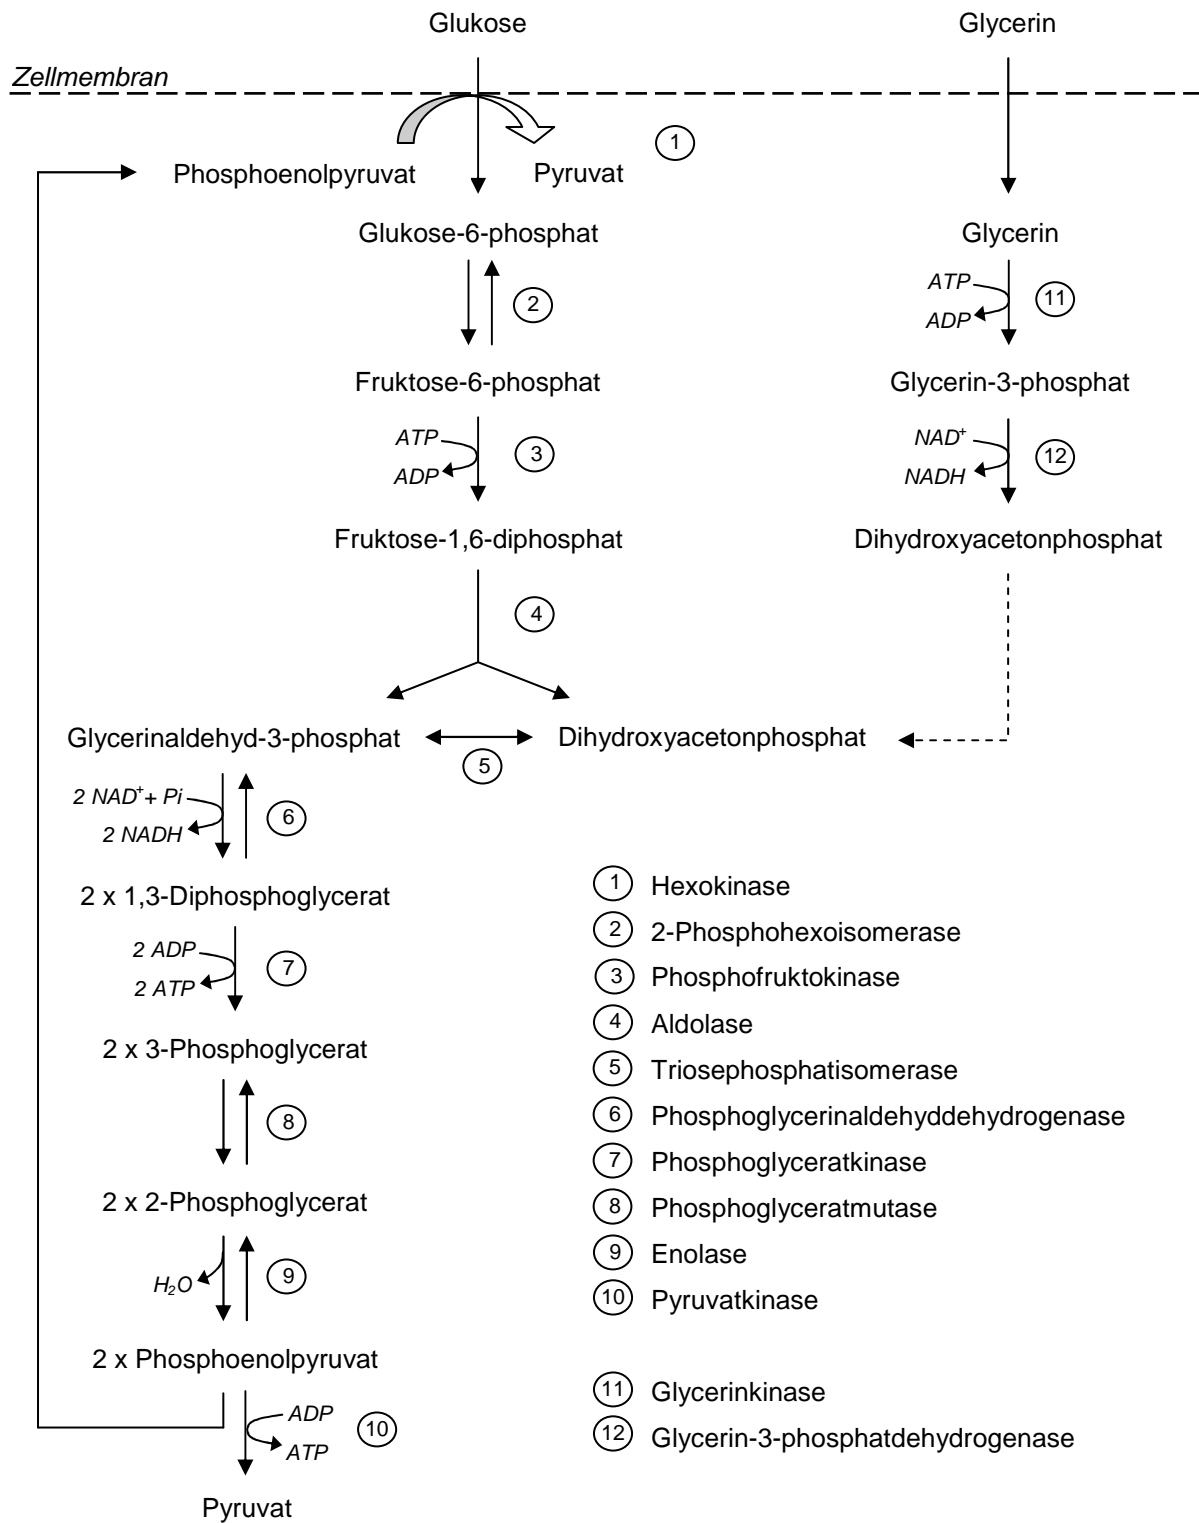 Glukose
Glycerin
Zellmembran
1
Phosphoenolpyruvat
Pyruvat
Glukose-6-phosphat
Glycerin
2
ATP
ADP
11
Fruktose-6-phosphat
Glycerin-3-phosphat
ATP
ADP
3
NAD⁺
NADH
12
Fruktose-1,6-diphosphat
Dihydroxyacetonphosphat
4
Glycerinaldehyd-3-phosphat
Dihydroxyacetonphosphat
5
2 NAD⁺+ Pi
2 NADH
6
2 x 1,3-Diphosphoglycerat
2 ADP
2 ATP
7
2 x 3-Phosphoglycerat
8
2 x 2-Phosphoglycerat
H₂O
9
2 x Phosphoenolpyruvat
ADP
ATP
10
Pyruvat
1 Hexokinase
2 2-Phosphohexoisomerase
3 Phosphofruktokinase
4 Aldolase
5 Triosephosphatisomerase
6 Phosphoglycerinaldehyddehydrogenase
7 Phosphoglyceratkinase
8 Phosphoglyceratmutase
9 Enolase
10 Pyruvatkinase
11 Glycerinkinase
12 Glycerin-3-phosphatdehydrogenase